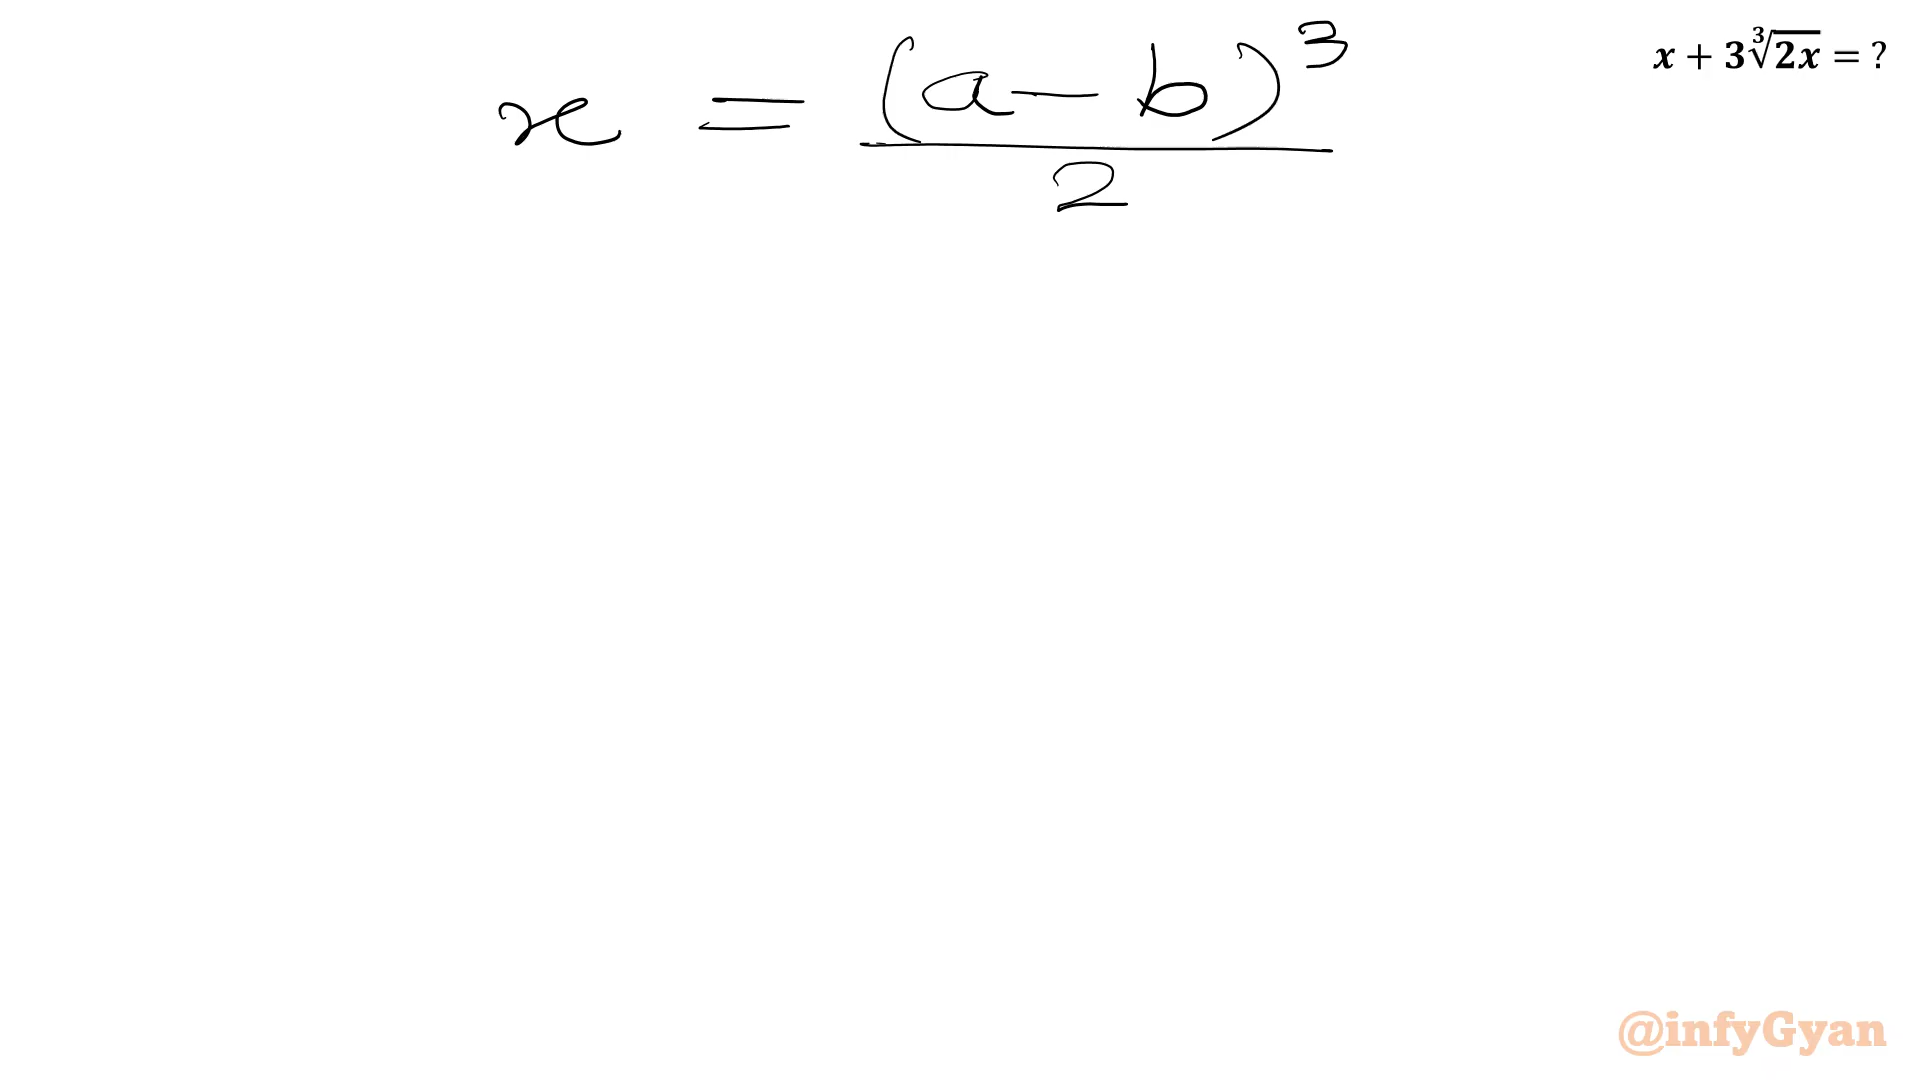 x = (a - b)^3 / 2
x + 3∛2x = ?
@infyGyan